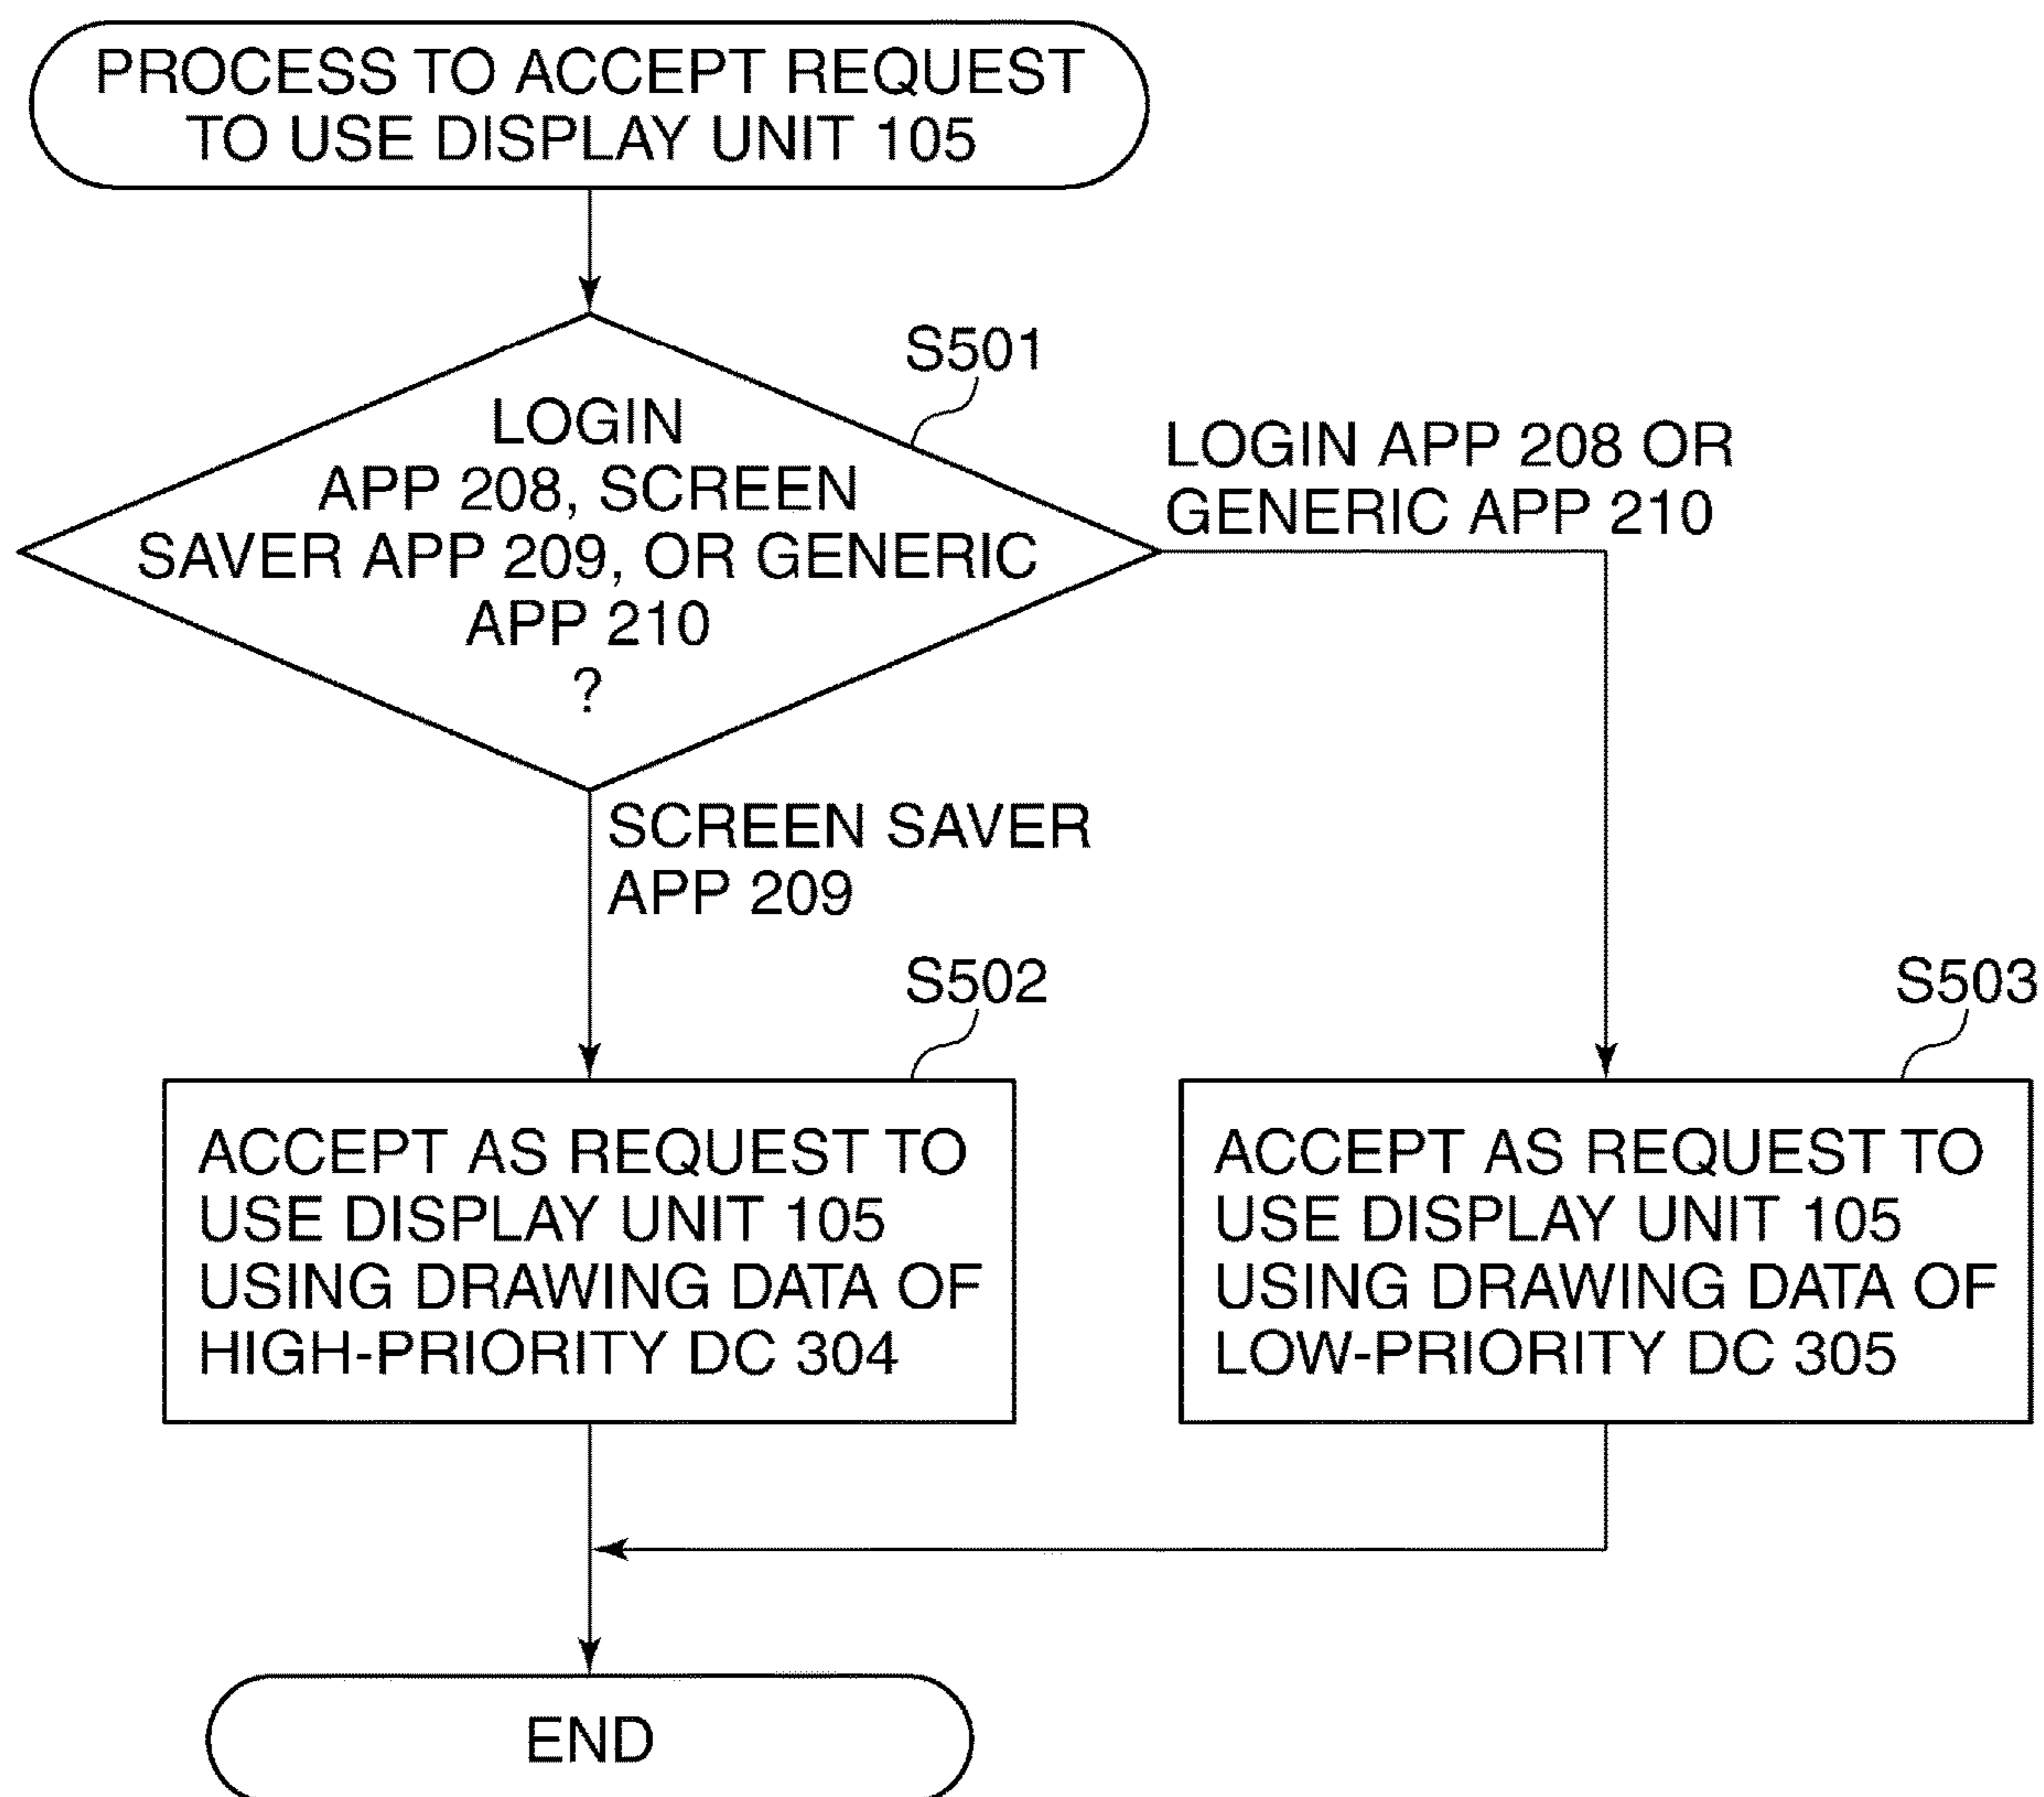 PROCESS TO ACCEPT REQUEST
TO USE DISPLAY UNIT 105
S501
LOGIN
APP 208, SCREEN
SAVER APP 209, OR GENERIC
APP 210
?
LOGIN APP 208 OR
GENERIC APP 210
SCREEN SAVER
APP 209
S502
ACCEPT AS REQUEST TO
USE DISPLAY UNIT 105
USING DRAWING DATA OF
HIGH-PRIORITY DC 304
S503
ACCEPT AS REQUEST TO
USE DISPLAY UNIT 105
USING DRAWING DATA OF
LOW-PRIORITY DC 305
END